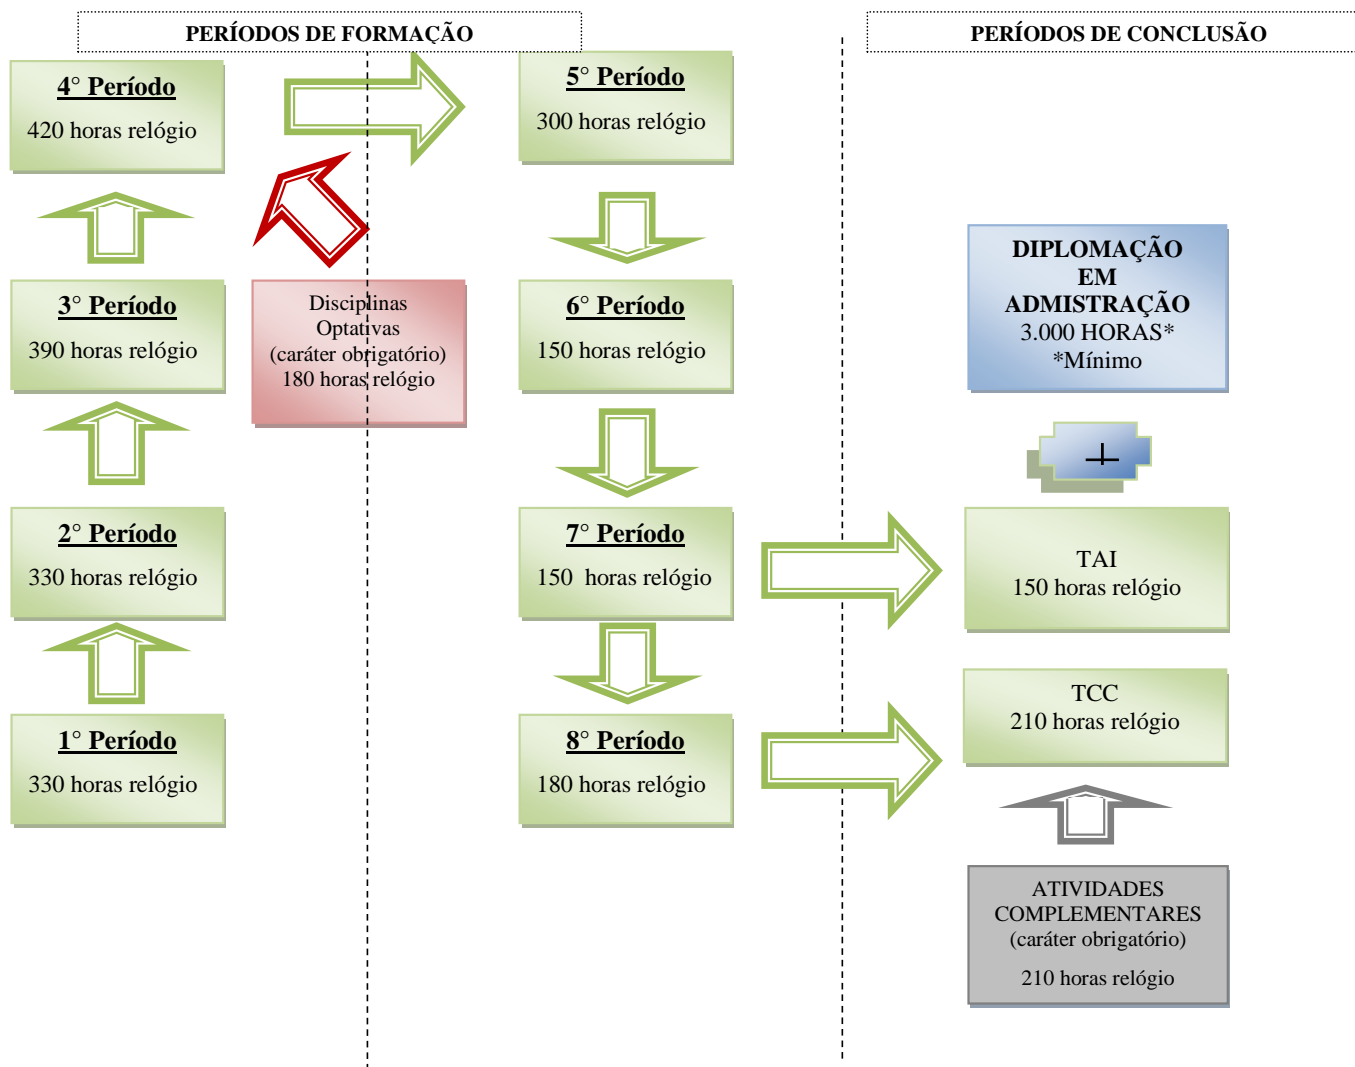 PERÍODOS DE FORMAÇÃO
PERÍODOS DE CONCLUSÃO
4° Período
420 horas relógio
5° Período
300 horas relógio
3° Período
390 horas relógio
Disciplinas
Optativas
(caráter obrigatório)
180 horas relógio
6° Período
150 horas relógio
DIPLOMAÇÃO
EM
ADMISTRAÇÃO
3.000 HORAS*
*Mínimo
2° Período
330 horas relógio
7° Período
150 horas relógio
+
TAI
150 horas relógio
1° Período
330 horas relógio
8° Período
180 horas relógio
TCC
210 horas relógio
ATIVIDADES
COMPLEMENTARES
(caráter obrigatório)
210 horas relógio